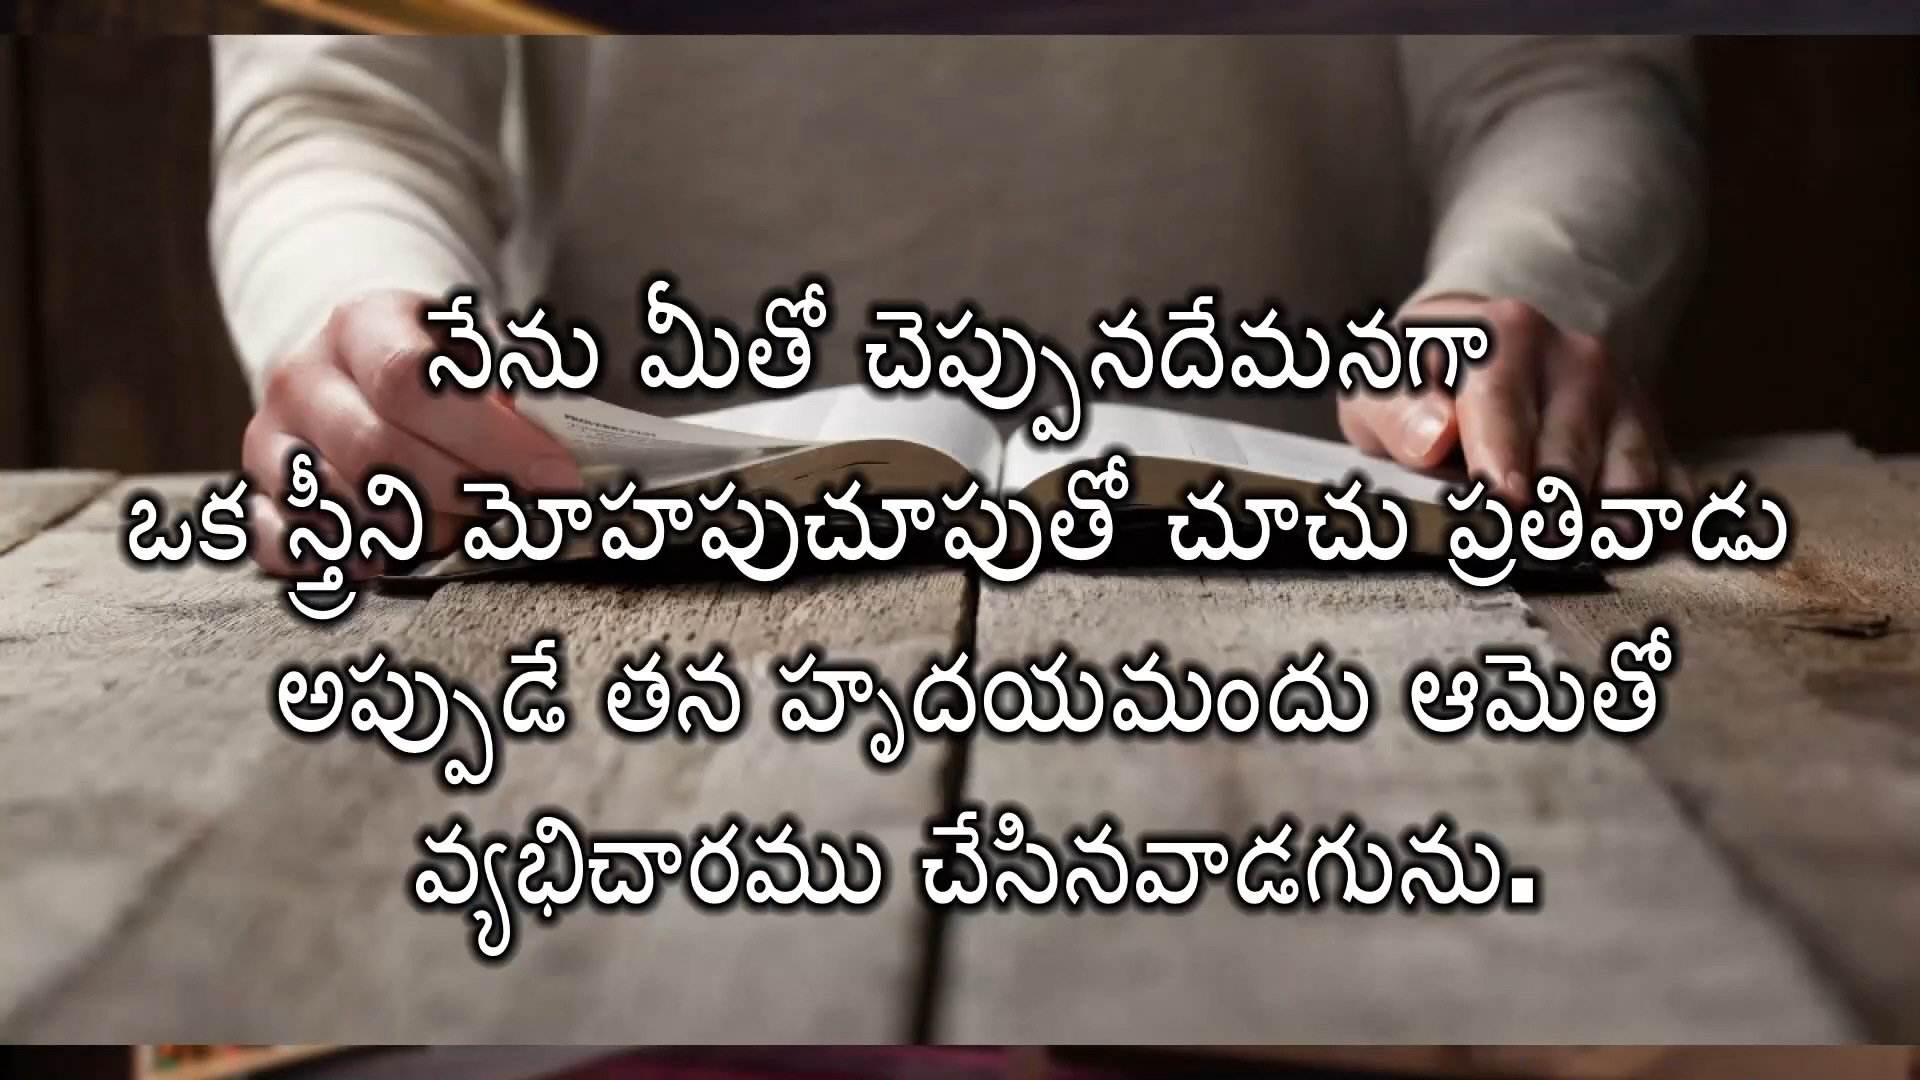 నేను మీతో చెప్పునదేమనగా
ఒక స్త్రీని మోహపుచూపుతో చూచు ప్రతివాడు
అప్పుడే తన హృదయమందు ఆమెతో
వ్యభిచారము చేసినవాడగును.